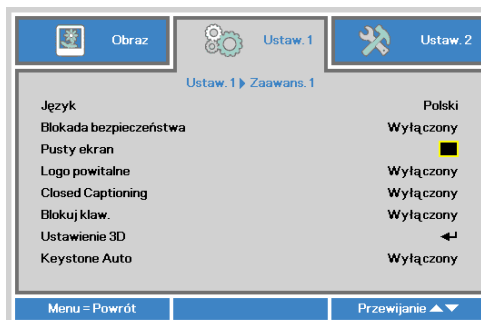 Obraz Ustaw. 1 Ustaw. 2
Ustaw. 1 Zaawans. 1
Język Polski
Blokada bezpieczeństwa Wyłączony
Pusty ekran
Logo powitalne Wyłączony
Closed Captioning Wyłączony
Blokuj klaw. Wyłączony
Ustawienie 3D
Keystone Auto Wyłączony
Menu = Powrót Przewijanie ▲▼